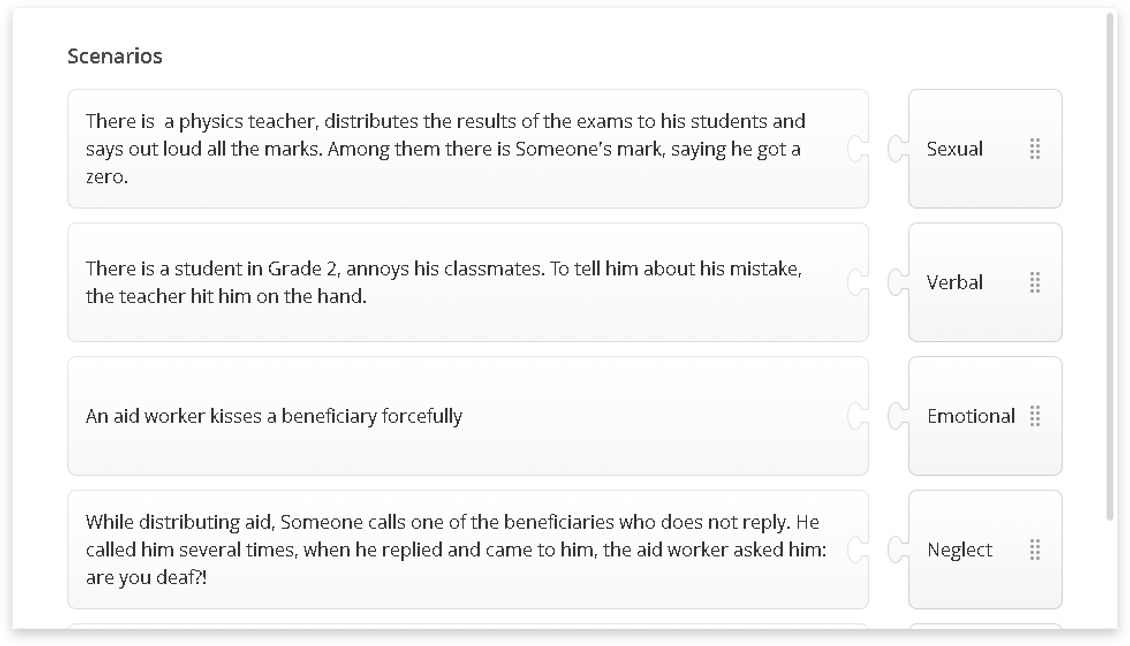 Scenarios
There is  a physics teacher, distributes the results of the exams to his students and
says out loud all the marks. Among them there is Someone’s mark, saying he got a
zero.
Sexual
There is a student in Grade 2, annoys his classmates. To tell him about his mistake,
the teacher hit him on the hand.
Verbal
An aid worker kisses a beneficiary forcefully
Emotional
While distributing aid, Someone calls one of the beneficiaries who does not reply. He
called him several times, when he replied and came to him, the aid worker asked him:
are you deaf?!
Neglect